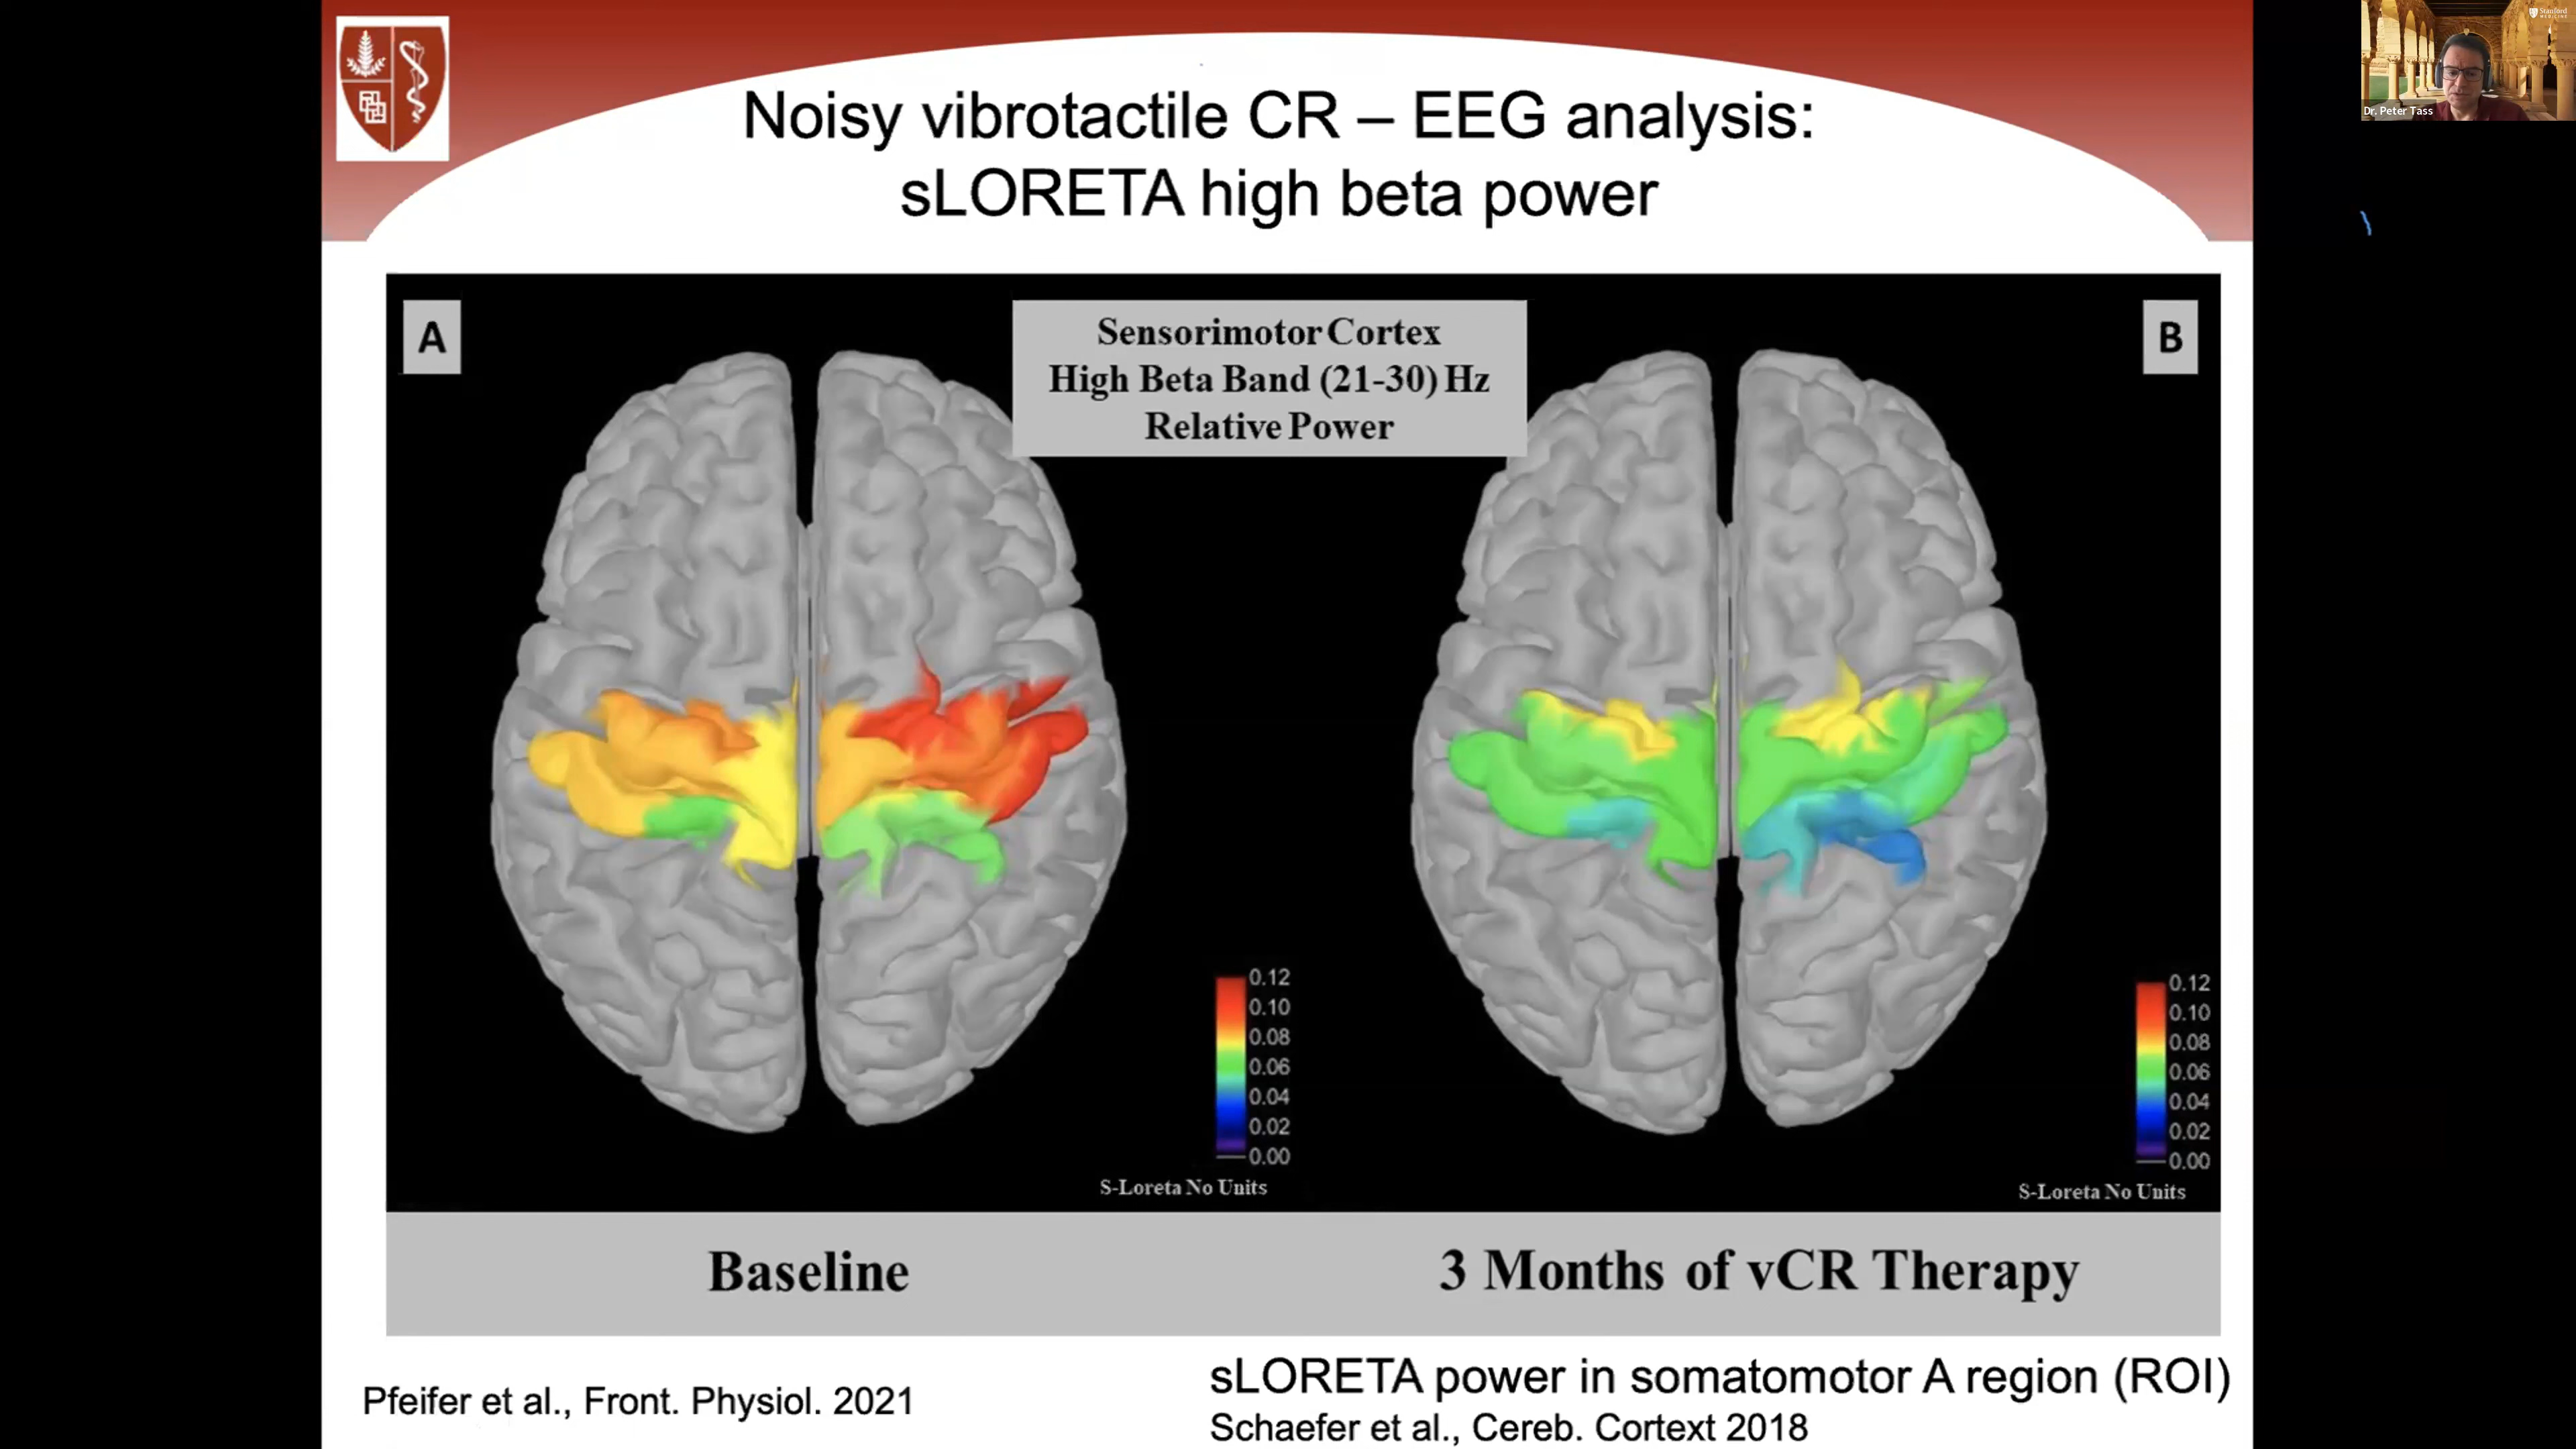 Noisy vibrotactile CR – EEG analysis:
sLORETA high beta power
Stanford
MEDICINE
Dr. Peter Tass
A
Sensorimotor Cortex
High Beta Band (21-30) Hz
Relative Power
B
0.12
0.10
0.08
0.06
0.04
0.02
0.00
S-Loreta No Units
0.12
0.10
0.08
0.06
0.04
0.02
0.00
S-Loreta No Units
Baseline
3 Months of vCR Therapy
Pfeifer et al., Front. Physiol. 2021
sLORETA power in somatomotor A region (ROI)
Schaefer et al., Cereb. Cortex 2018